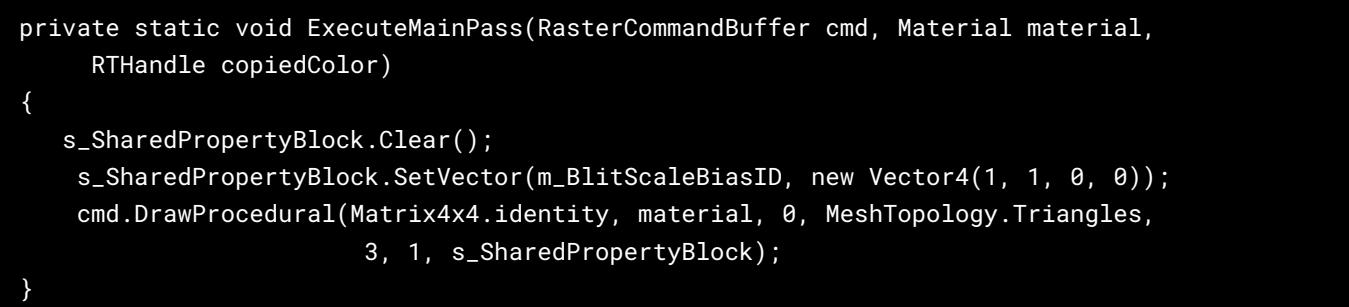 private static void ExecuteMainPass(RasterCommandBuffer cmd, Material material,
RTHandle copiedColor)
{
s_SharedPropertyBlock.Clear();
s_SharedPropertyBlock.SetVector(m_BlitScaleBiasID, new Vector4(1, 1, 0, 0));
cmd.DrawProcedural(Matrix4x4.identity, material, 0, MeshTopology.Triangles,
3, 1, s_SharedPropertyBlock);
}